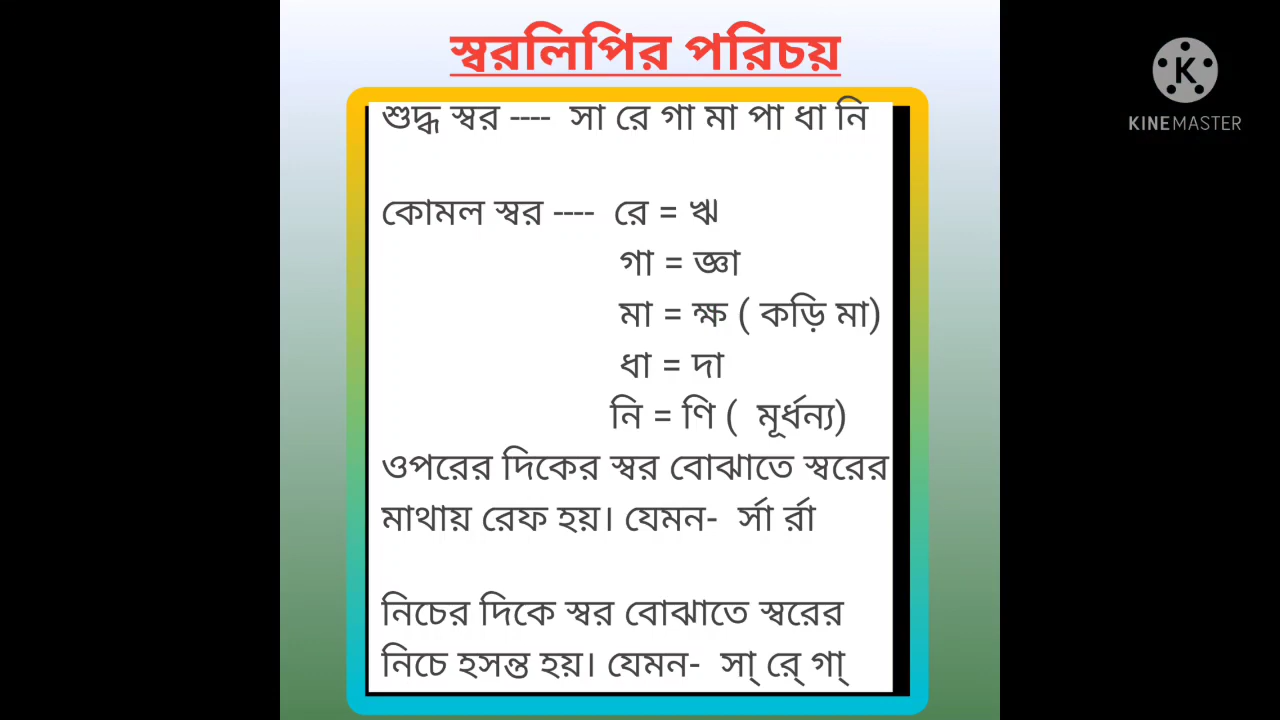 স্বরলিপির পরিচয়
শুদ্ধ স্বর ---- সা রে গা মা পা ধা নি
কোমল স্বর ---- রে = ঋ
গা = জ্ঞা
মা = ক্ষ ( কড়ি মা)
ধা = দা
নি = ণি ( মূর্ধন্য)
ওপরের দিকের স্বর বোঝাতে স্বরের
মাথায় রেফ হয়। যেমন- র্সা র্রা
নিচের দিকে স্বর বোঝাতে স্বরের
নিচে হসন্ত হয়। যেমন- সা্ রে্ গা্
K
KINEMASTER